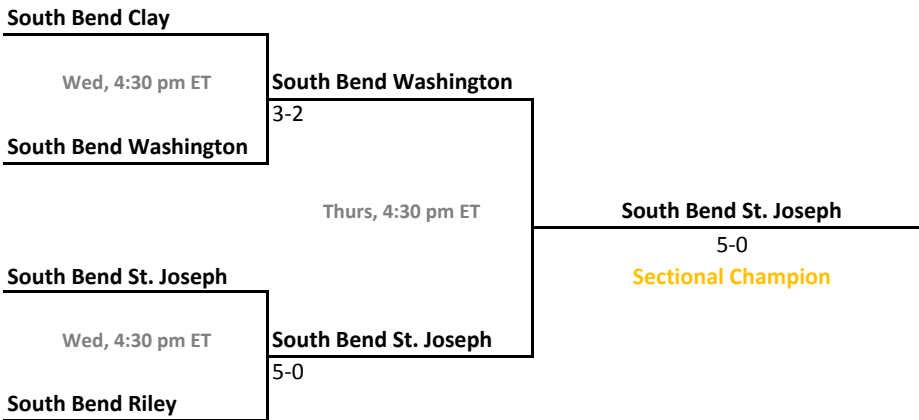 South Bend Clay
Wed, 4:30 pm ET
South Bend Washington
3-2
South Bend Washington
Thurs, 4:30 pm ET
South Bend St. Joseph
5-0
Sectional Champion
South Bend St. Joseph
Wed, 4:30 pm ET
South Bend St. Joseph
5-0
South Bend Riley